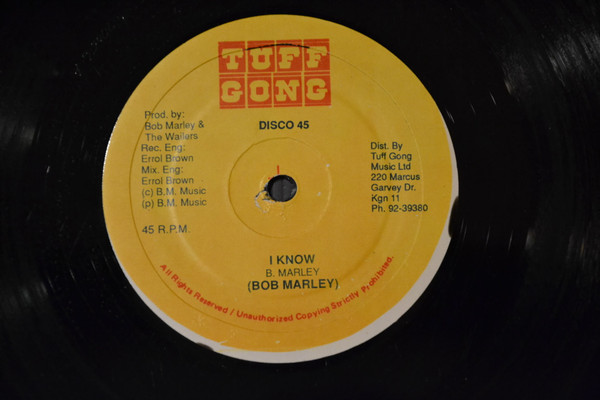 TUFF
GONG
DISCO 45
Prod. by:
Bob Marley &
The Wailers
Rec. Eng:
Errol Brown
Mix. Eng:
Errol Brown
(c) B.M. Music
(p) B.M. Music
45 R.P.M.
Dist. By
Tuff Gong
Music Ltd
220 Marcus
Garvey Dr.
Kgn 11
Ph. 92-39380
I KNOW
B. MARLEY
(BOB MARLEY)
All Rights Reserved / Unauthorized Copying Strictly Prohibited.